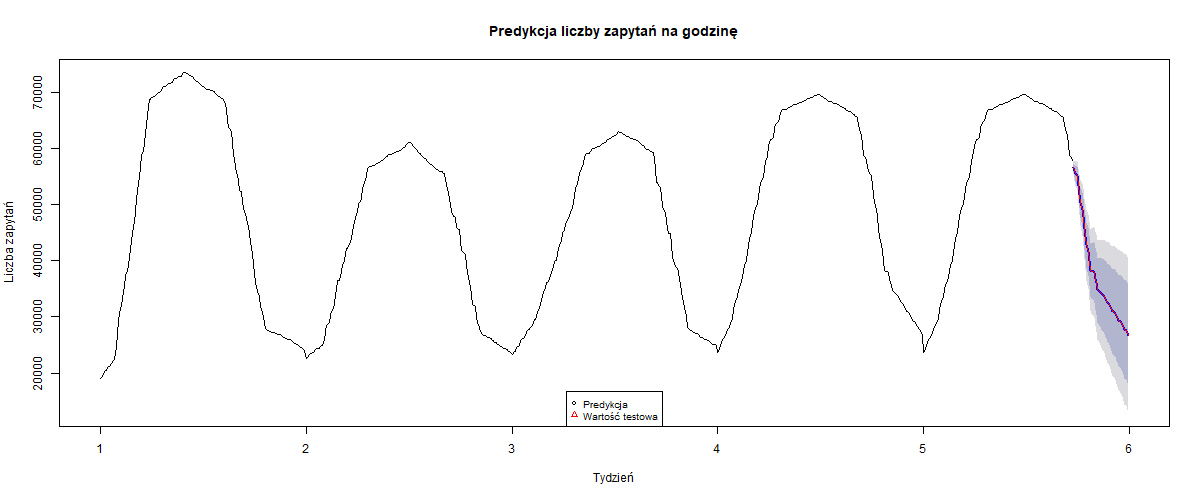 Predykcja liczby zapytań na godzinę
Liczba zapytań
70000
60000
50000
40000
30000
20000
Predykcja
Wartość testowa
1 2 3 4 5 6
Tydzień